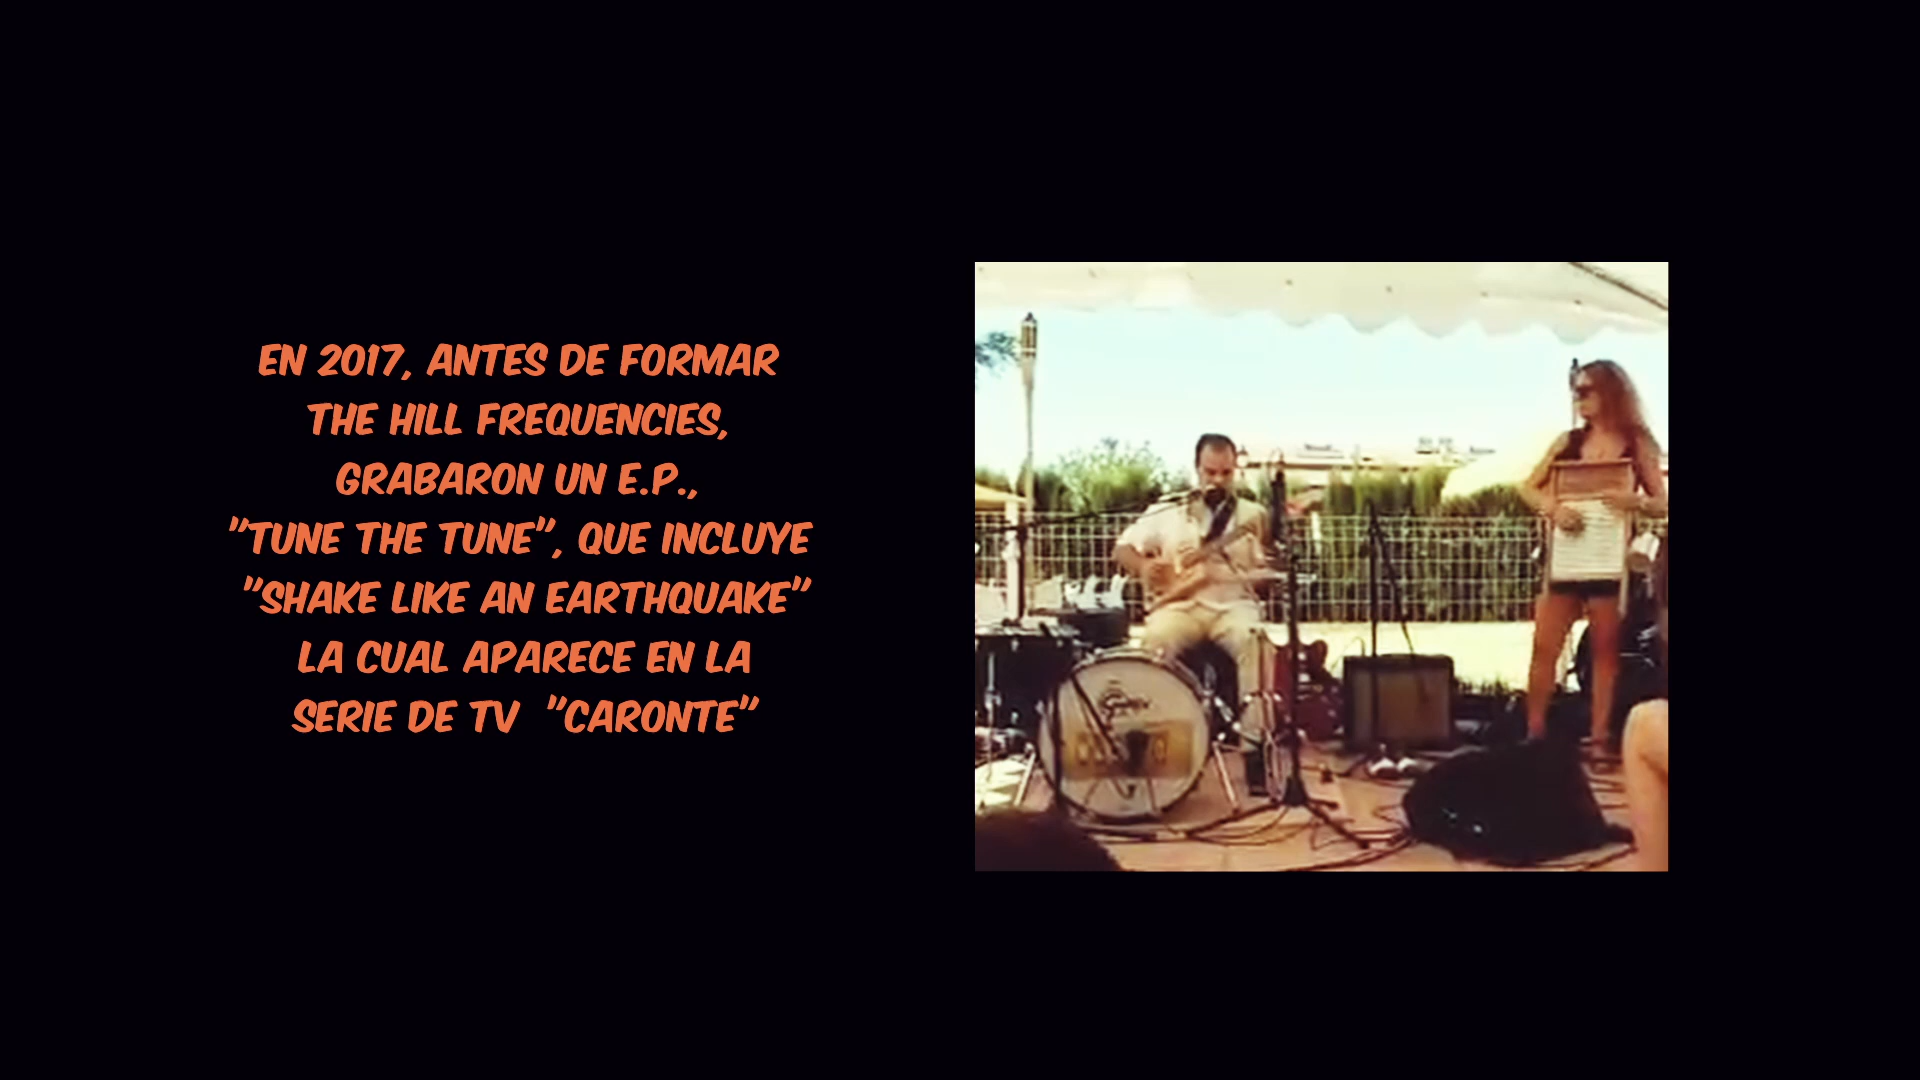 EN 2017, ANTES DE FORMAR
THE HILL FREQUENCIES,
GRABARON UN E.P.,
"TUNE THE TUNE", QUE INCLUYE
"SHAKE LIKE AN EARTHQUAKE"
LA CUAL APARECE EN LA
SERIE DE TV "CARONTE"